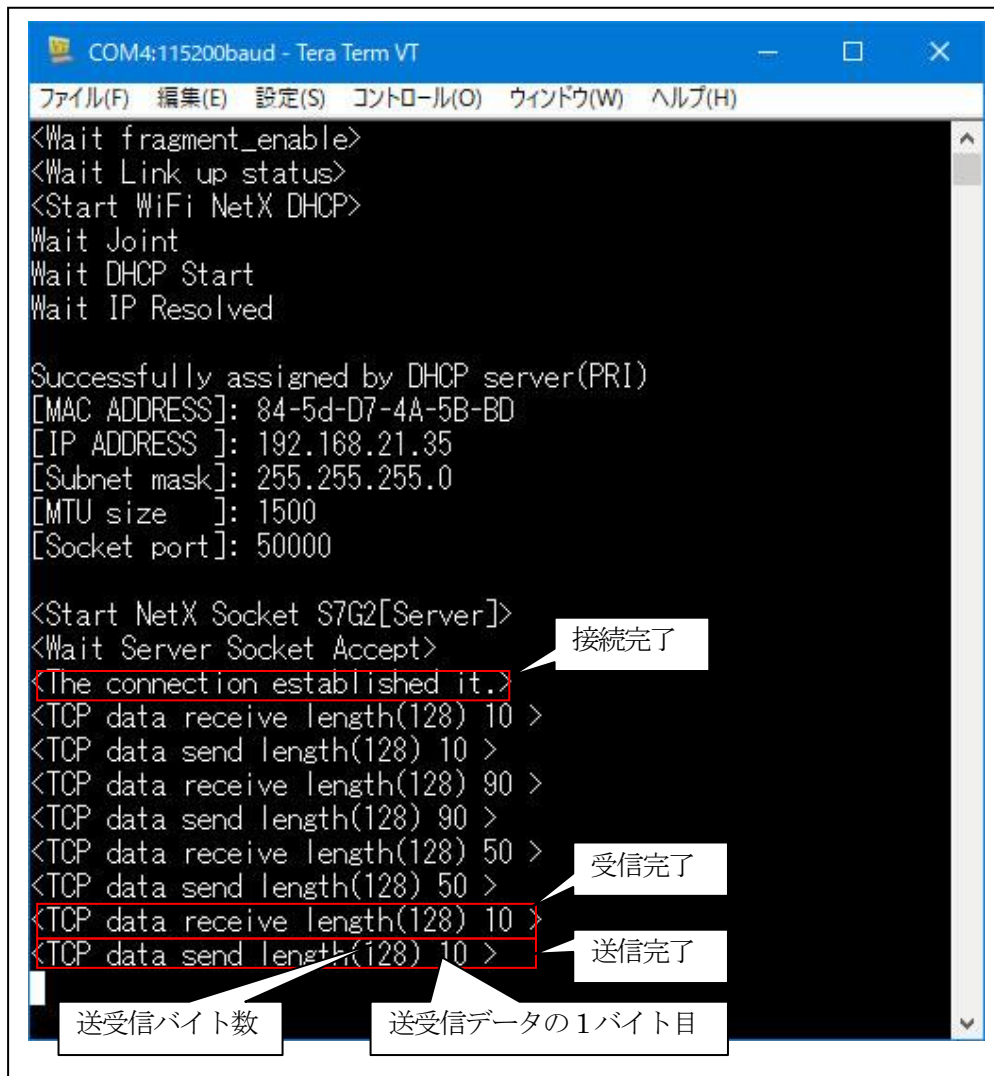 COM4:115200baud - Tera Term VT
ファイル(F) 編集(E) 設定(S) コントロール(O) ウィンドウ(W) ヘルプ(H)
<Wait fragment_enable>
<Wait Link up status>
<Start WiFi NetX DHCP>
Wait Joint
Wait DHCP Start
Wait IP Resolved
Successfully assigned by DHCP server(PRI)
[MAC ADDRESS]: 84-5d-D7-4A-5B-BD
[IP ADDRESS ]: 192.168.21.35
[Subnet mask]: 255.255.255.0
[MTU size   ]: 1500
[Socket port]: 50000
<Start NetX Socket S7G2[Server]>
<Wait Server Socket Accept>
接続完了
<The connection established it.>
<TCP data receive length(128) 10 >
<TCP data send length(128) 10 >
<TCP data receive length(128) 90 >
<TCP data send length(128) 90 >
<TCP data receive length(128) 50 >
<TCP data send length(128) 50 >
受信完了
<TCP data receive length(128) 10 >
<TCP data send length(128) 10 >
送信完了
送受信バイト数
送受信データの１バイト目